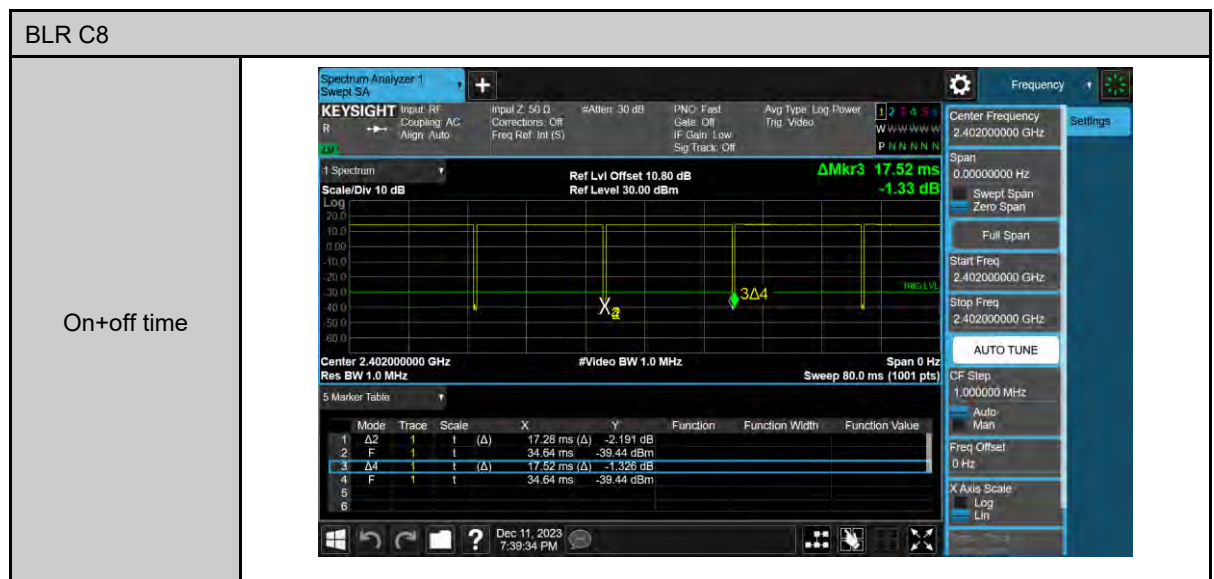 BLR C8
On+off time
Spectrum Analyzer 1
Swept SA
Frequency
KEYSIGHT
R
Input: RF
Coupling: AC
Align: Auto
Input Z: 50 Ω
Corrections: Off
Freq Ref: Int (S)
#Atten: 30 dB
PNO: Fast
Gate: Off
IF Gain: Low
Sig Track: Off
Avg Type: Log-Power
Trig: Video
1 2 3 4 5 6
W W W W W W
P N N N N N
1 Spectrum
Scale/Div 10 dB
Log
Ref Lvl Offset 10.80 dB
Ref Level 30.00 dBm
ΔMkr3 17.52 ms
-1.33 dB
20.0
10.0
0.00
-10.0
-20.0
-30.0
-40.0
-50.0
-60.0
TRIG LVL
3Δ4
X2
Center 2.402000000 GHz
Res BW 1.0 MHz
#Video BW 1.0 MHz
Span 0 Hz
Sweep 80.0 ms (1001 pts)
5 Marker Table
Mode Trace Scale X Y Function Function Width Function Value
1 Δ2 1 t (Δ) 17.28 ms (Δ) -2.191 dB
2 F 1 t 34.64 ms -39.44 dBm
3 Δ4 1 t (Δ) 17.52 ms (Δ) -1.326 dB
4 F 1 t 34.64 ms -39.44 dBm
5
6
Dec 11, 2023
7:39:34 PM
Center Frequency
2.402000000 GHz
Settings
Span
0.00000000 Hz
Swept Span
Zero Span
Full Span
Start Freq
2.402000000 GHz
Stop Freq
2.402000000 GHz
AUTO TUNE
CF Step
1.000000 MHz
Auto
Man
Freq Offset
0 Hz
X Axis Scale
Log
Lin